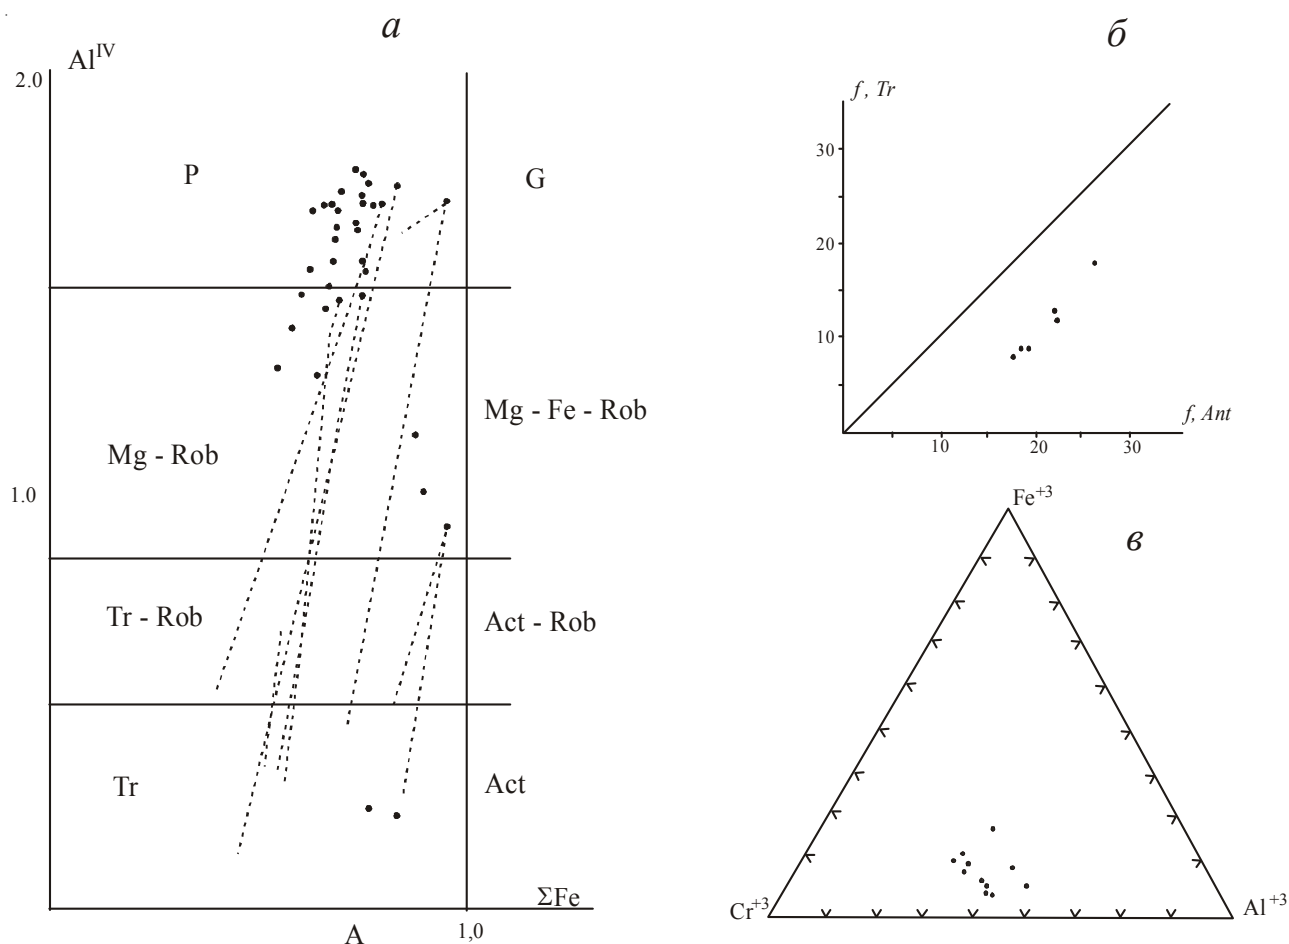 а
Al^IV
2.0
P
G
Mg - Fe - Rob
Mg - Rob
1.0
Tr - Rob
Act - Rob
Tr
Act
ΣFe
A
1,0
б
f, Tr
30
20
10
f, Ant
10
20
30
в
Fe^+3
Cr^+3
Al^+3